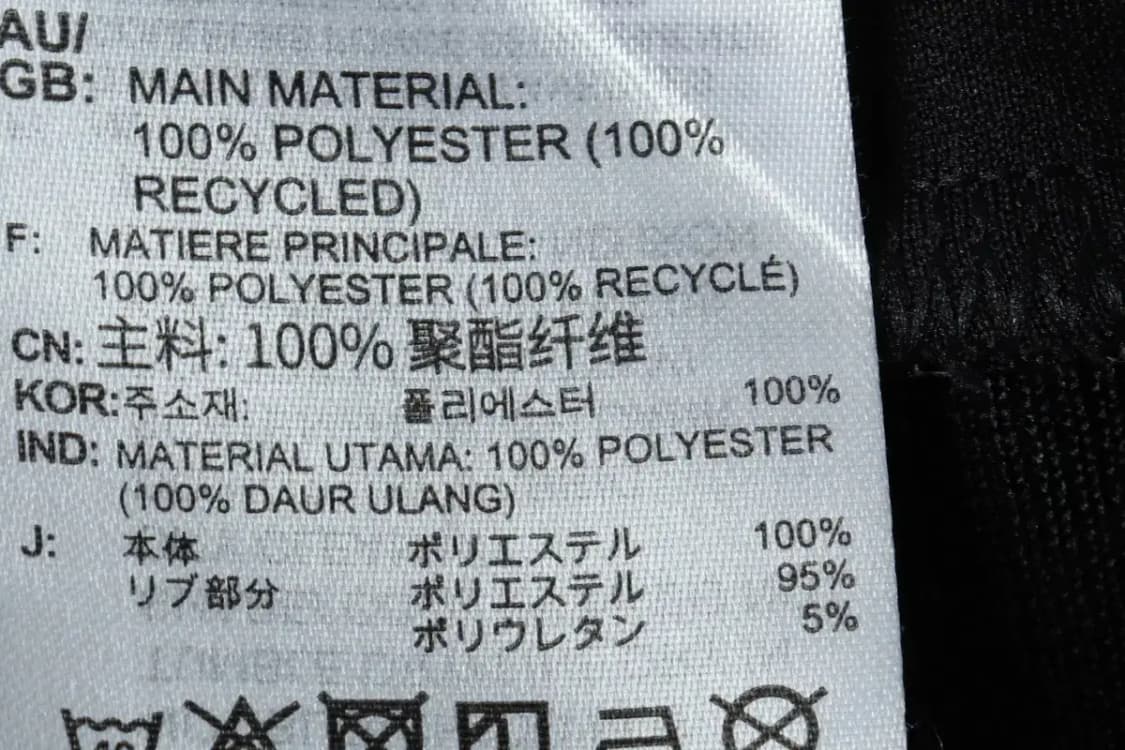 AU/
GB: MAIN MATERIAL:
100% POLYESTER (100%
RECYCLED)
F: MATIERE PRINCIPALE:
100% POLYESTER (100% RECYCLÉ)
CN: 主料: 100% 聚酯纤维
KOR: 주소재: 폴리에스터 100%
IND: MATERIAL UTAMA: 100% POLYESTER
(100% DAUR ULANG)
J: 本体 ポリエステル 100%
リブ部分 ポリエステル 95%
ポリウレタン 5%